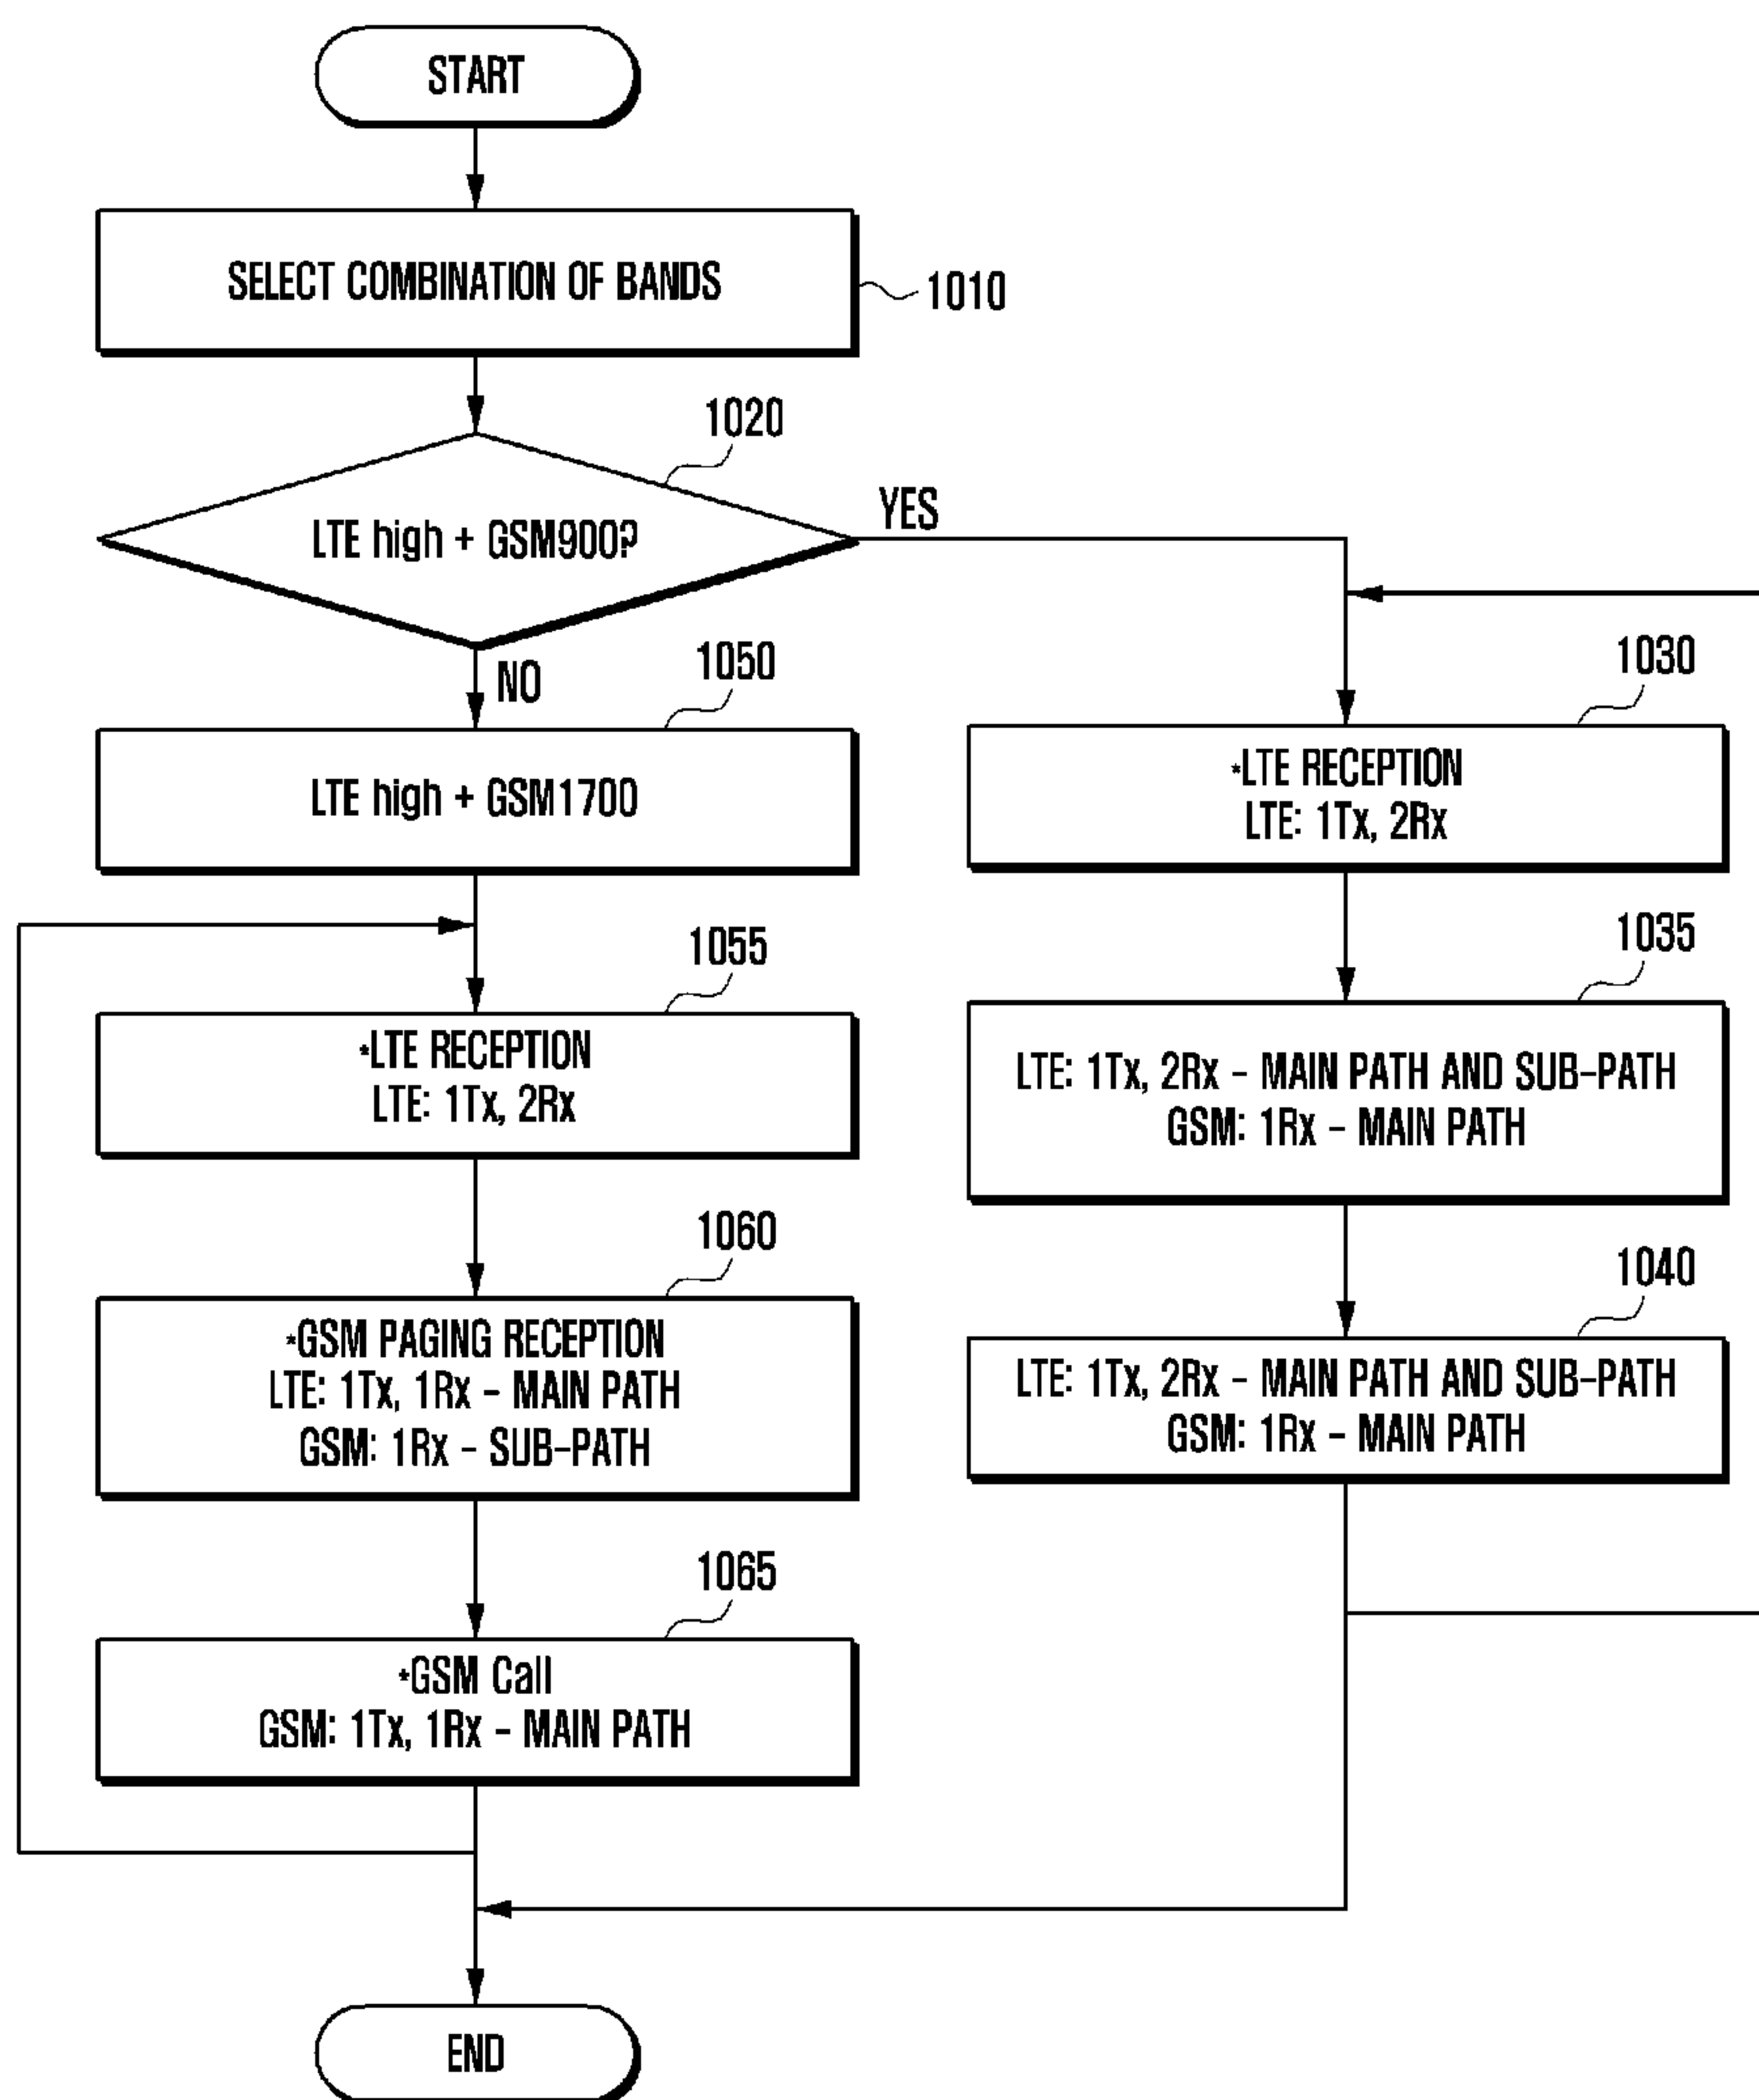 START
SELECT COMBINATION OF BANDS
1010
1020
LTE high + GSM900?
YES
NO
1050
LTE high + GSM1700
1055
*LTE RECEPTION
LTE: 1Tx, 2Rx
1060
*GSM PAGING RECEPTION
LTE: 1Tx, 1Rx - MAIN PATH
GSM: 1Rx - SUB-PATH
1065
*GSM Call
GSM: 1Tx, 1Rx - MAIN PATH
1030
*LTE RECEPTION
LTE: 1Tx, 2Rx
1035
LTE: 1Tx, 2Rx - MAIN PATH AND SUB-PATH
GSM: 1Rx - MAIN PATH
1040
LTE: 1Tx, 2Rx - MAIN PATH AND SUB-PATH
GSM: 1Rx - MAIN PATH
END